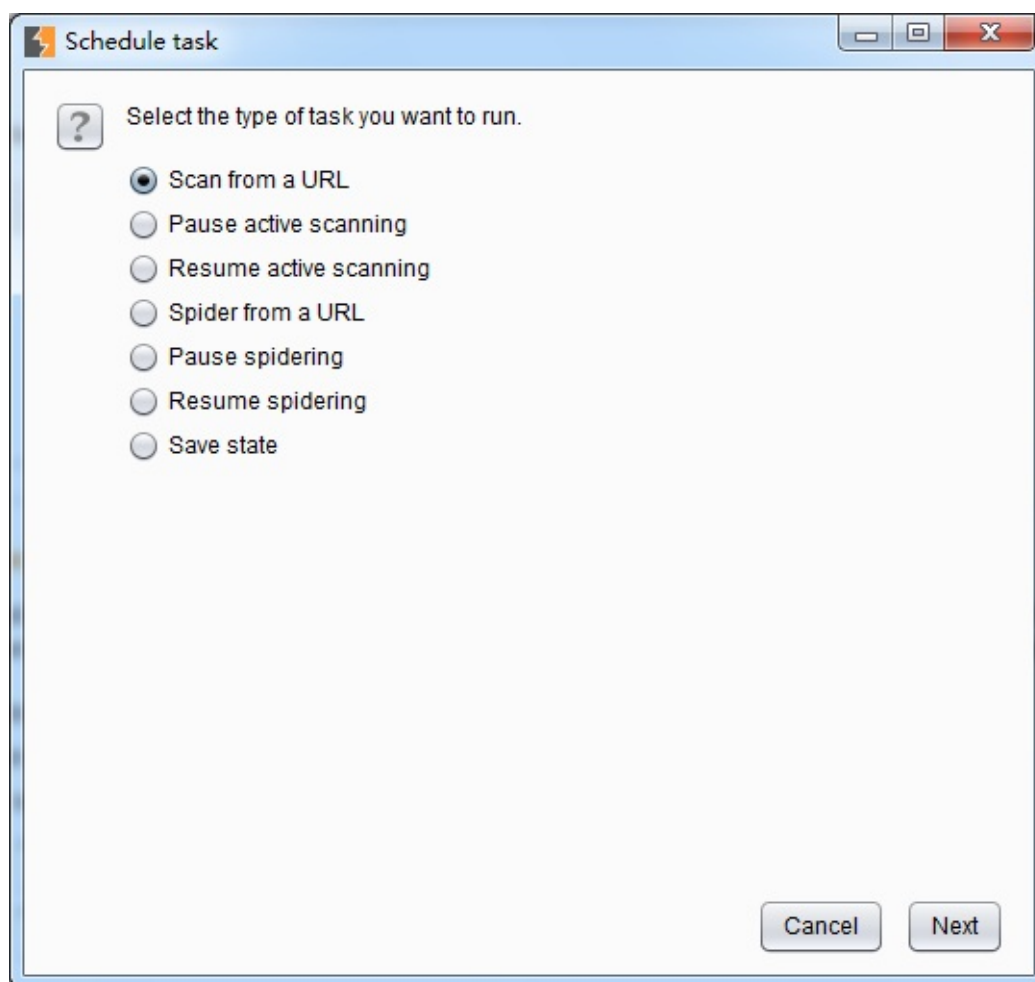 Schedule task
Select the type of task you want to run.
Scan from a URL
Pause active scanning
Resume active scanning
Spider from a URL
Pause spidering
Resume spidering
Save state
Cancel Next